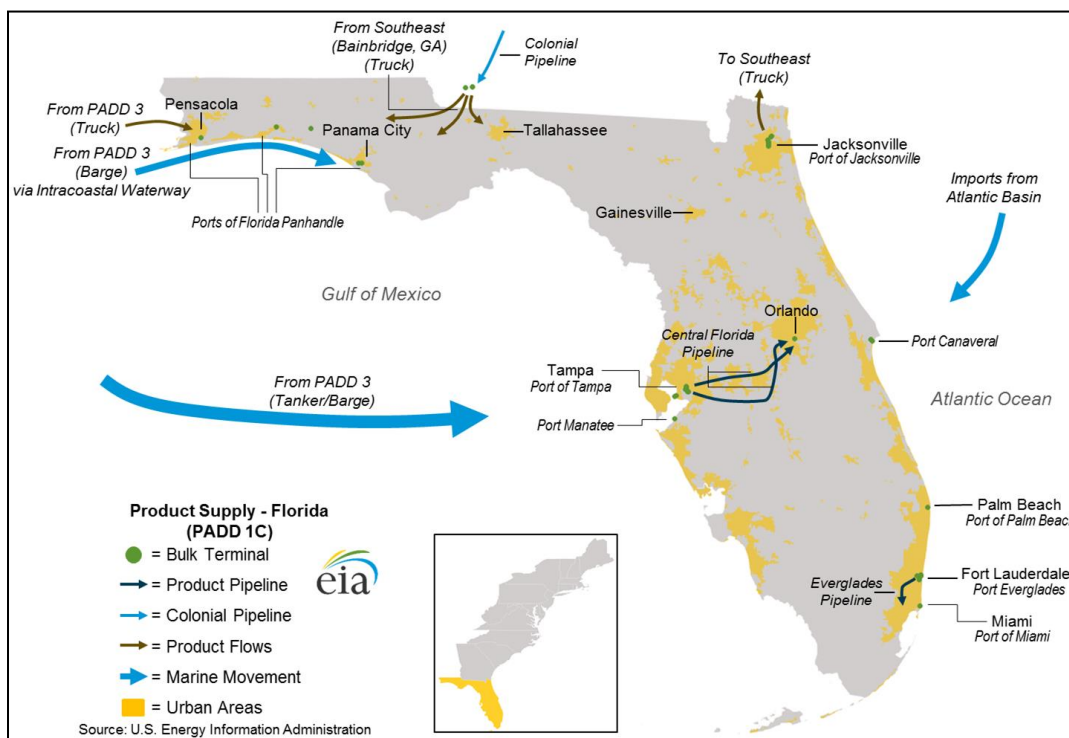 From Southeast
(Bainbridge, GA)
(Truck)
Colonial
Pipeline
To Southeast
(Truck)
From PADD 3
(Truck)
Pensacola
From PADD 3
(Barge)
via Intracoastal Waterway
Panama City
Tallahassee
Jacksonville
Port of Jacksonville
Ports of Florida Panhandle
Gainesville
Imports from
Atlantic Basin
Gulf of Mexico
Orlando
Central Florida
Pipeline
Port Canaveral
From PADD 3
(Tanker/Barge)
Tampa
Port of Tampa
Port Manatee
Atlantic Ocean
Palm Beach
Port of Palm Beach
Everglades
Pipeline
Fort Lauderdale
Port Everglades
Miami
Port of Miami
Product Supply - Florida
(PADD 1C)
= Bulk Terminal
= Product Pipeline
= Colonial Pipeline
= Product Flows
= Marine Movement
= Urban Areas
eia
Source: U.S. Energy Information Administration